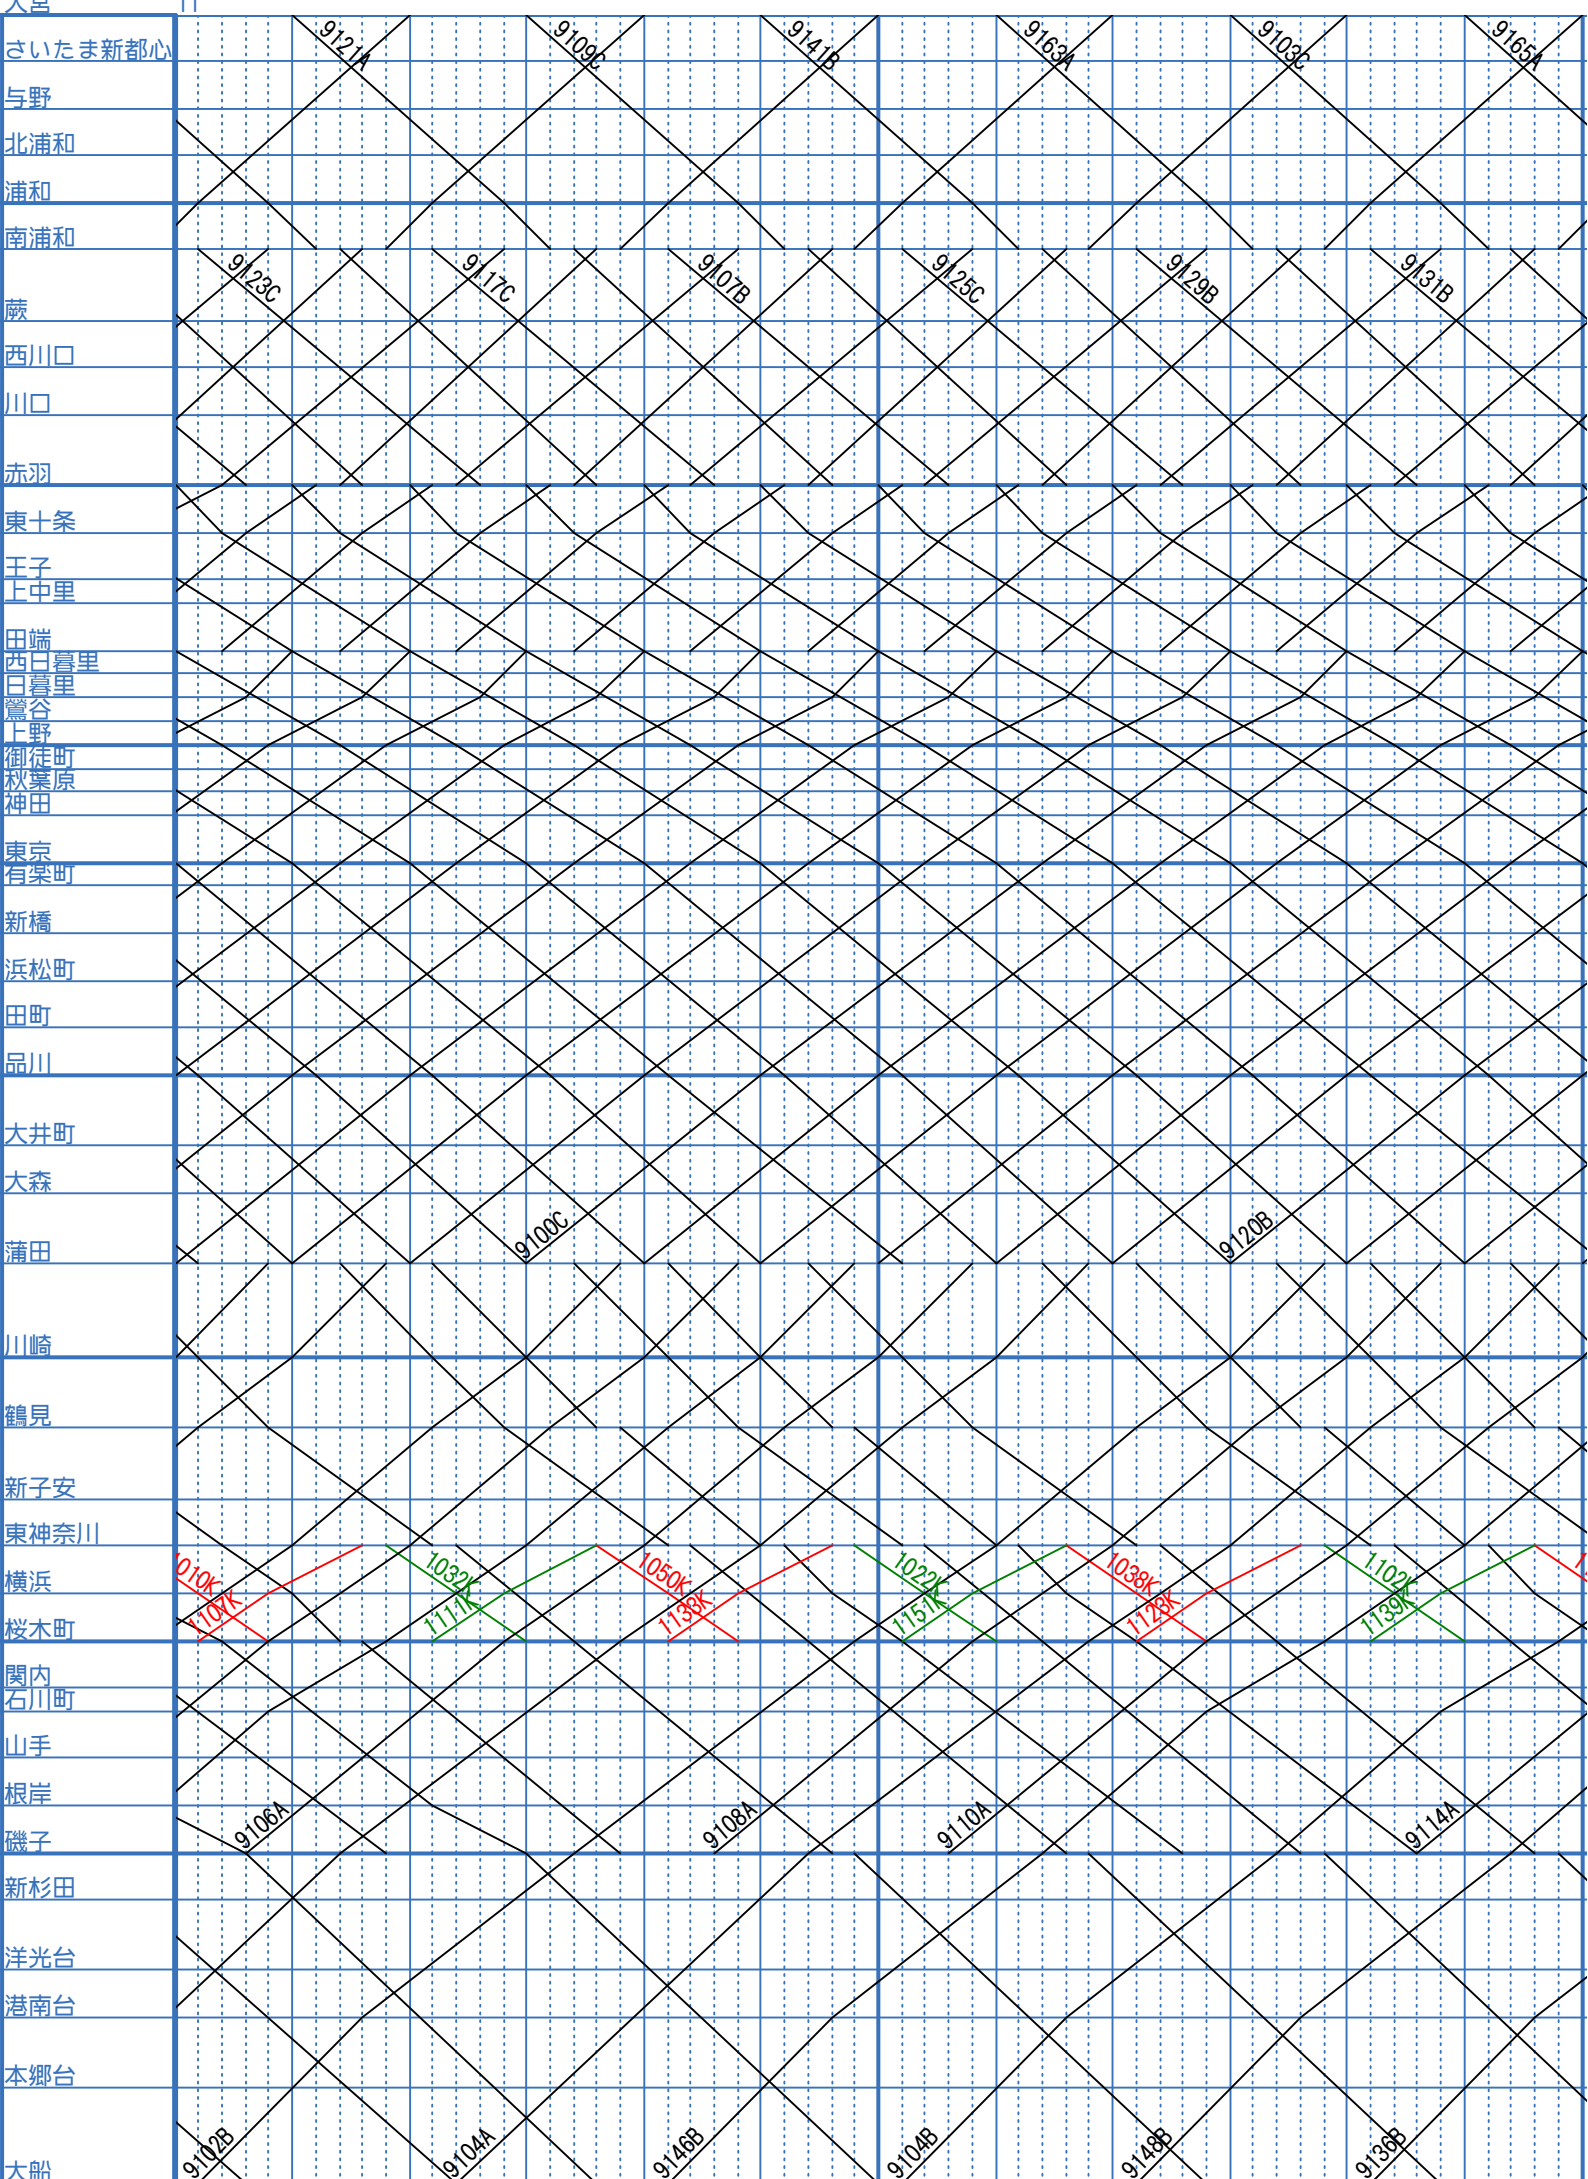 大宮 11
さいたま新都心 9121A 9109C 9141B 9163A 9103C 9165A
与野
北浦和
浦和
南浦和
9123C 9117C 9107B 9125C 9129B 9131B
蕨
西川口
川口
赤羽
東十条
王子
上中里
田端
西日暮里
日暮里
鶯谷
上野
御徒町
秋葉原
神田
東京
有楽町
新橋
浜松町
田町
品川
大井町
大森
蒲田 9100C 9120B
川崎
鶴見
新子安
東神奈川
横浜 1010K 1032K 1050K 1022K 1038K 1102K
桜木町 1107K 1111K 1133K 1151K 1123K 1139K
関内
石川町
山手
根岸
磯子 9106A 9108A 9110A 9114A
新杉田
洋光台
港南台
本郷台
大船 9102B 9104A 9146B 9104B 9148B 9136B